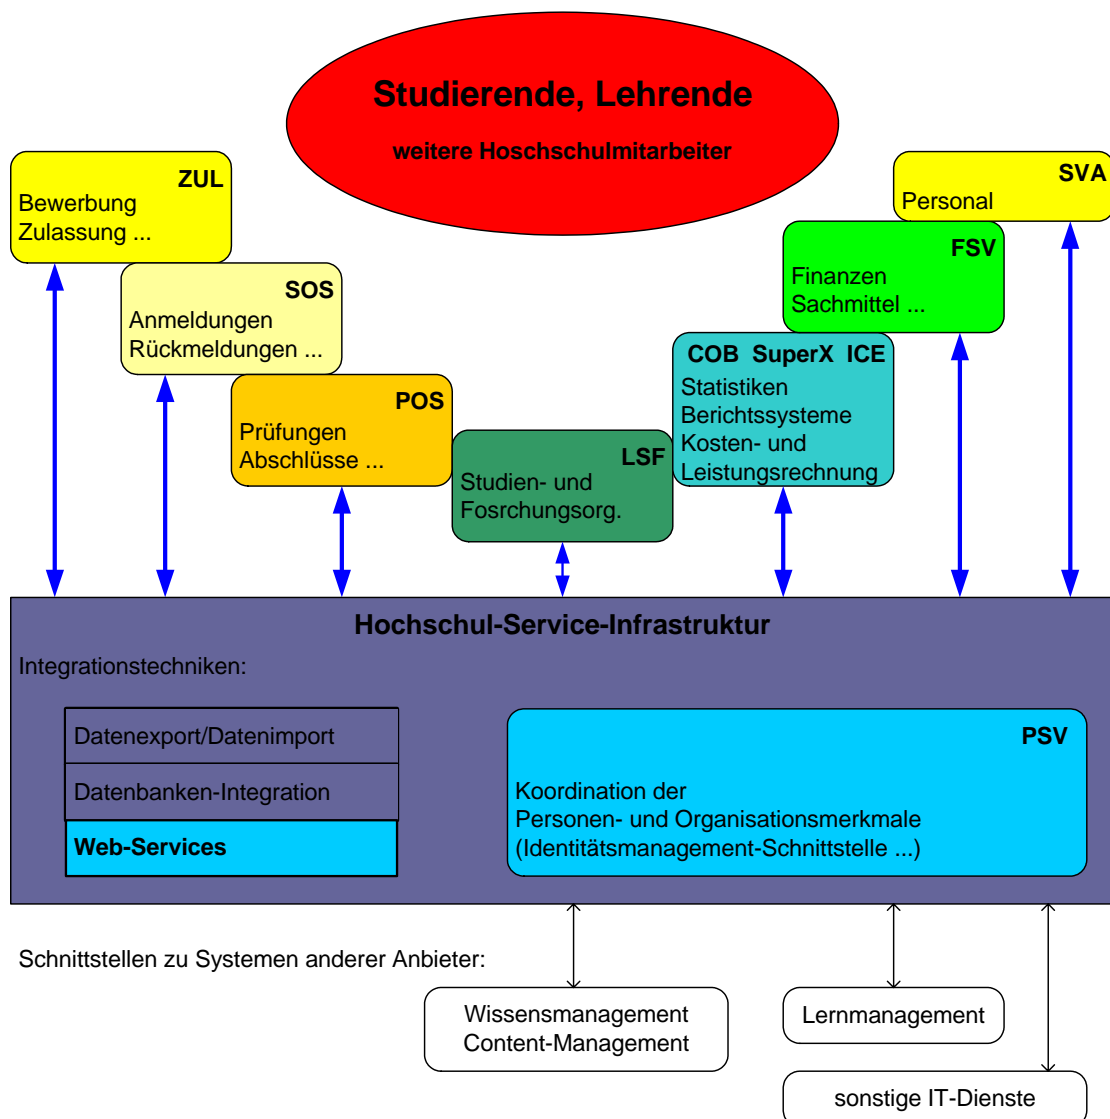 Studierende, Lehrende
weitere Hoschschulmitarbeiter
ZUL
Bewerbung
Zulassung ...
SVA
Personal
SOS
Anmeldungen
Rückmeldungen ...
FSV
Finanzen
Sachmittel ...
POS
Prüfungen
Abschlüsse ...
COB SuperX ICE
Statistiken
Berichtssysteme
Kosten- und
Leistungsrechnung
LSF
Studien- und
Fosrchungsorg.
Hochschul-Service-Infrastruktur
Integrationstechniken:
Datenexport/Datenimport
Datenbanken-Integration
Web-Services
PSV
Koordination der
Personen- und Organisationsmerkmale
(Identitätsmanagement-Schnittstelle ...)
Schnittstellen zu Systemen anderer Anbieter:
Wissensmanagement
Content-Management
Lernmanagement
sonstige IT-Dienste